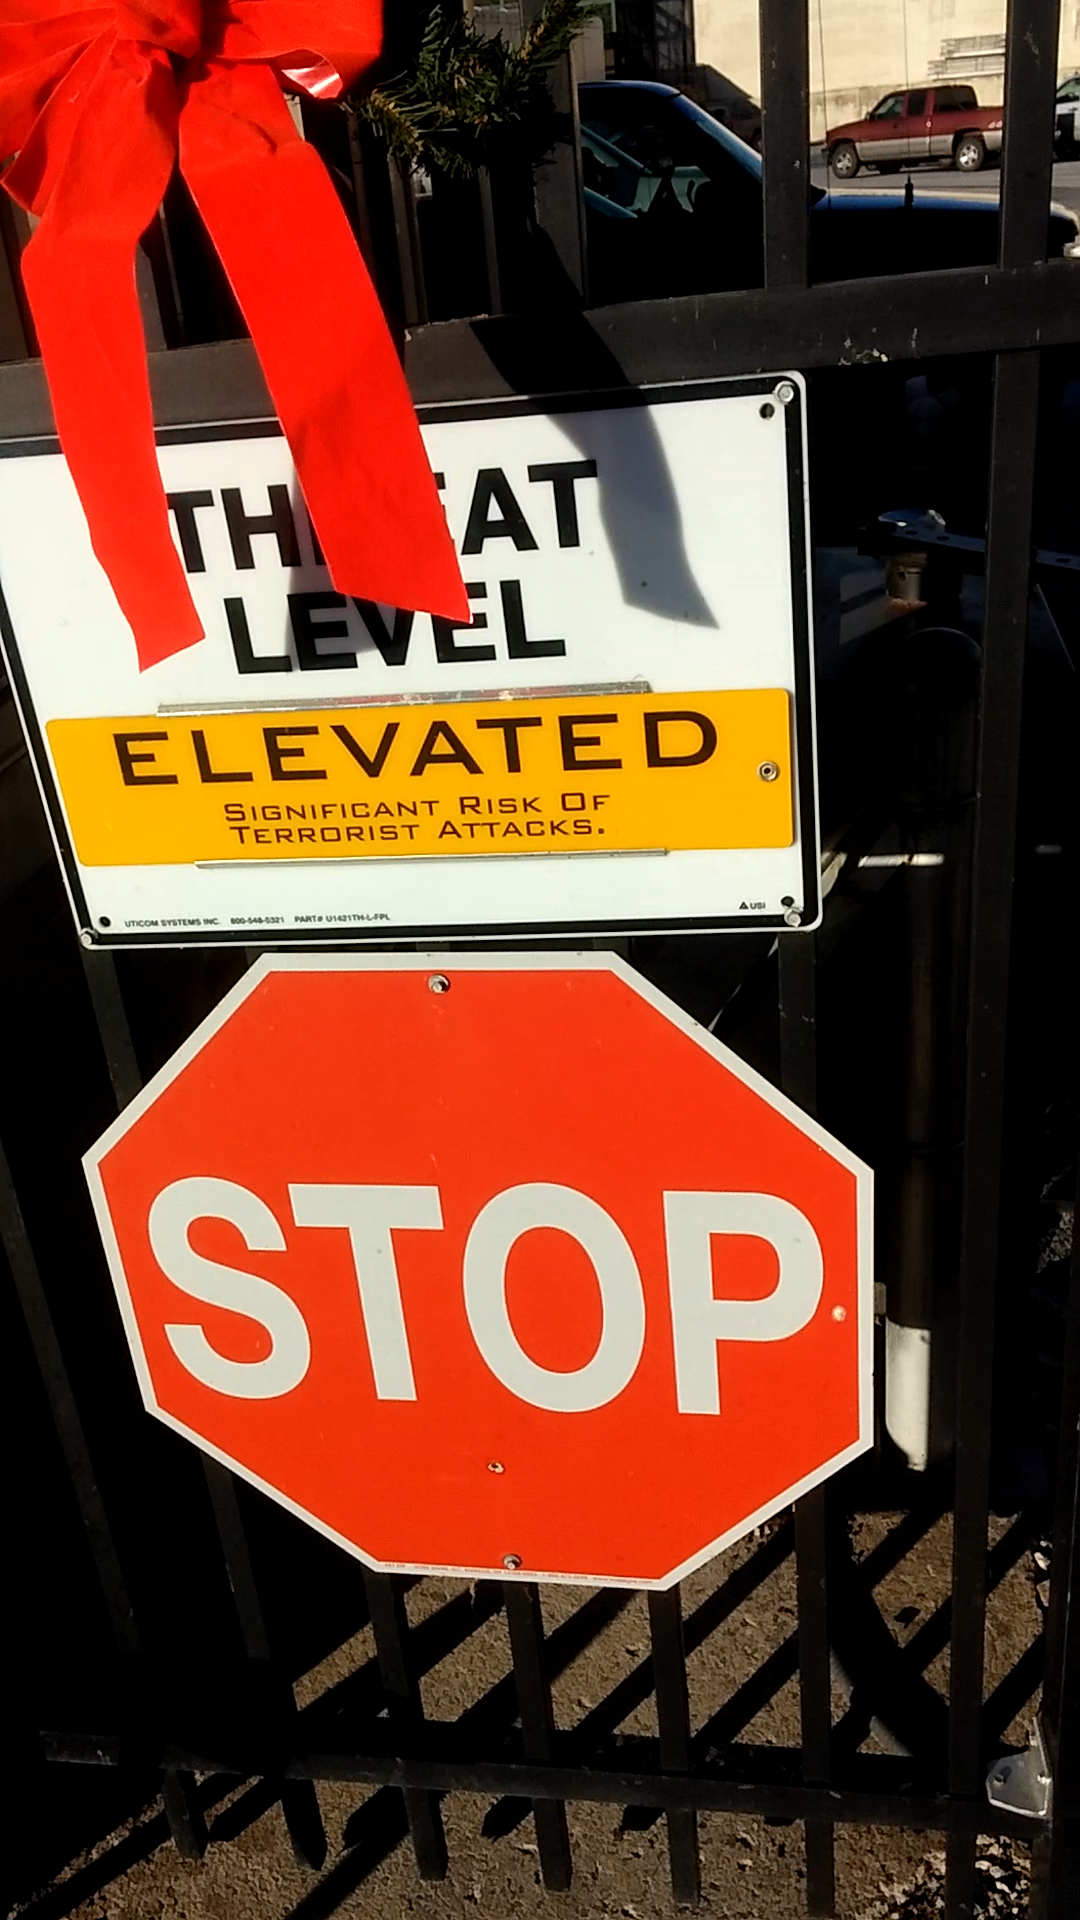 THREAT
LEVEL
ELEVATED
SIGNIFICANT RISK OF
TERRORIST ATTACKS.
UTICOM SYSTEMS INC. 800-548-5321 PART# U1421TH-L-FPL
USI
STOP